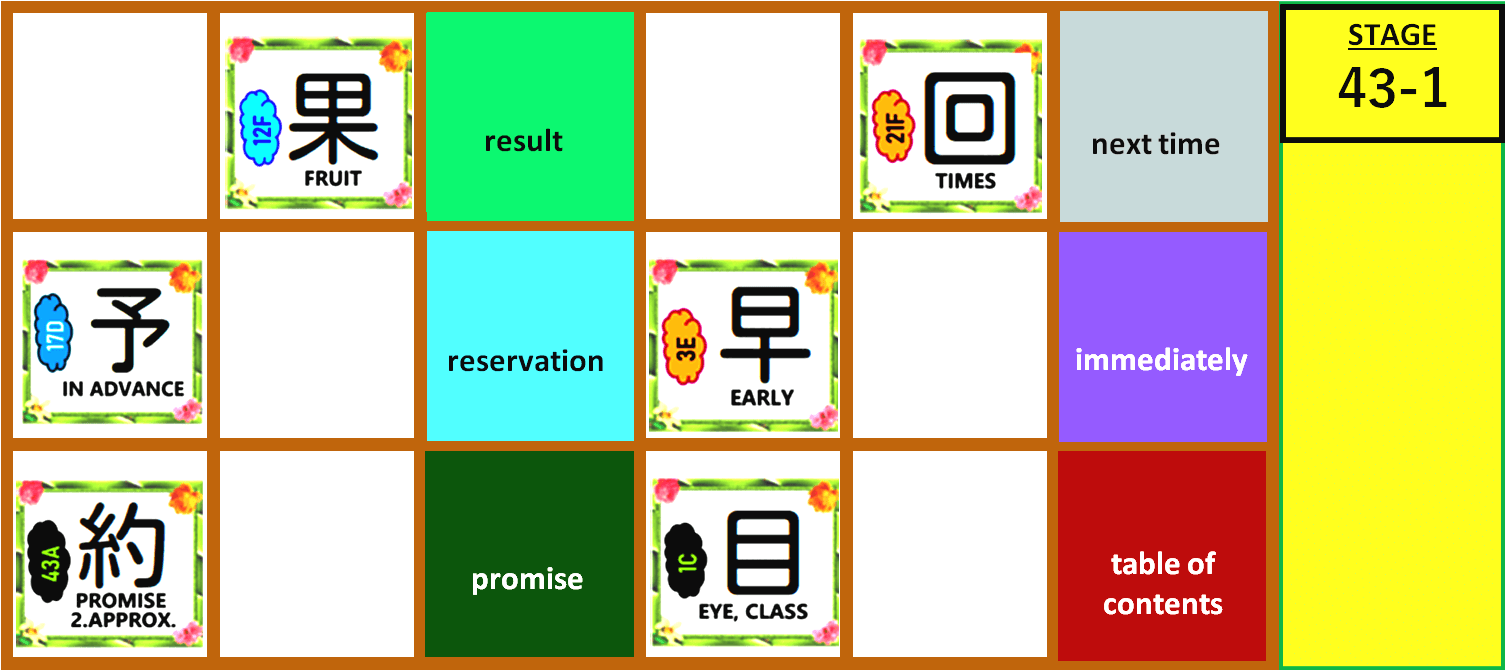 12F
果
FRUIT
result
21F
回
TIMES
next time
STAGE
43-1
17D
予
IN ADVANCE
reservation
3E
早
EARLY
immediately
43A
約
PROMISE
2.APPROX.
promise
1C
目
EYE, CLASS
table of
contents